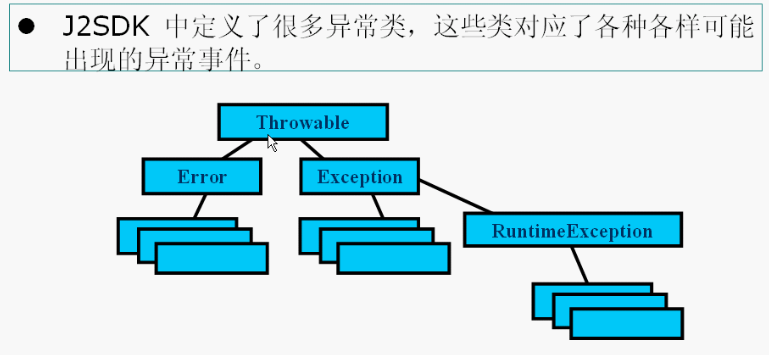 ● J2SDK 中定义了很多异常类，这些类对应了各种各样可能
出现的异常事件。
Throwable
Error
Exception
RuntimeException